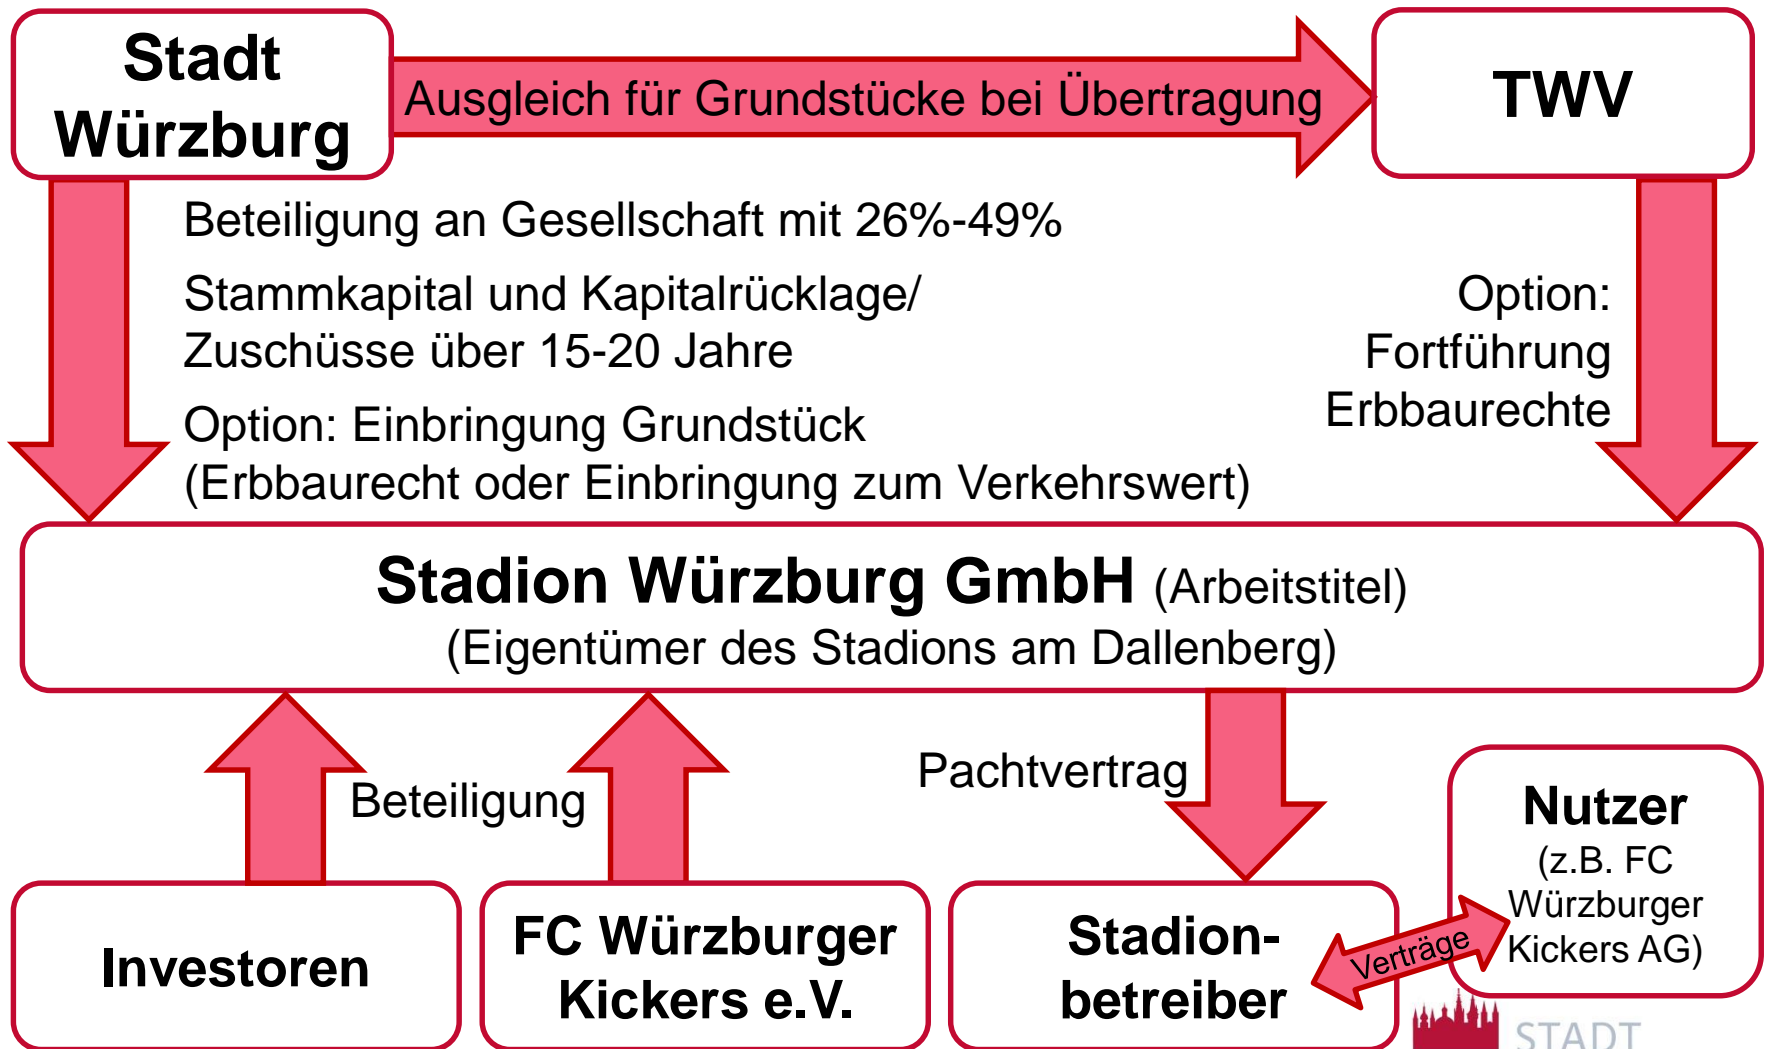 Stadt
Würzburg
Ausgleich für Grundstücke bei Übertragung
TWV
Beteiligung an Gesellschaft mit 26%-49%
Stammkapital und Kapitalrücklage/
Zuschüsse über 15-20 Jahre
Option: Einbringung Grundstück
(Erbbaurecht oder Einbringung zum Verkehrswert)
Option:
Fortführung
Erbbaurechte
Stadion Würzburg GmbH (Arbeitstitel)
(Eigentümer des Stadions am Dallenberg)
Beteiligung
Pachtvertrag
Investoren
FC Würzburger
Kickers e.V.
Stadion-
betreiber
Verträge
Nutzer
(z.B. FC
Würzburger
Kickers AG)
STADT